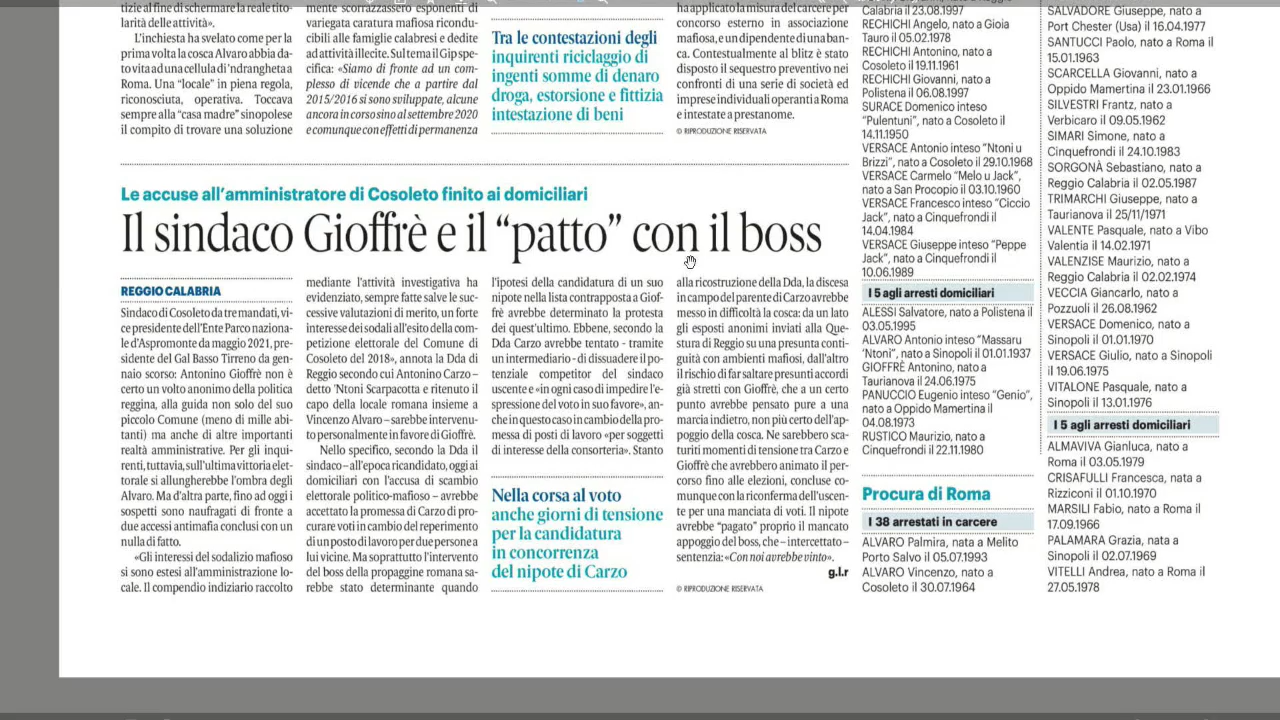 tizie al fine di schermare la reale tito-
larità delle attività».
L'inchiesta ha svelato come per la
prima volta la cosca Alvaro abbia da-
to vita ad una cellula di 'ndrangheta a
Roma. Una “locale” in piena regola,
riconosciuta, operativa. Toccava
sempre alla “casa madre” sinopolese
il compito di trovare una soluzione
mente scorrazzassero esponenti di
variegata caratura mafiosa ricondu-
cibili alle famiglie calabresi e dedite
ad attività illecite. Sul tema il Gip spe-
cifica: «Siamo di fronte ad un com-
plesso di vicende che a partire dal
2015/2016 si sono sviluppate, alcune
ancora in corso sino al settembre 2020
e comunque con effetti di permanenza
Tra le contestazioni degli
inquirenti riciclaggio di
ingenti somme di denaro
droga, estorsione e fittizia
intestazione di beni
ha applicato la misura del carcere per
concorso esterno in associazione
mafiosa, e un dipendente di una ban-
ca. Contestualmente al blitz è stato
disposto il sequestro preventivo nei
confronti di una serie di società ed
imprese individuali operanti a Roma
e intestate a prestanome.
© RIPRODUZIONE RISERVATA
Le accuse all'amministratore di Cosoleto finito ai domiciliari
Il sindaco Gioffrè e il “patto” con il boss
REGGIO CALABRIA
Sindaco di Cosoleto da tre mandati, vi-
ce presidente dell'Ente Parco naziona-
le d'Aspromonte da maggio 2021, pre-
sidente del Gal Basso Tirreno da gen-
naio scorso: Antonino Gioffrè non è
certo un volto anonimo della politica
reggina, alla guida non solo del suo
piccolo Comune (meno di mille abi-
tanti) ma anche di altre importanti
realtà amministrative. Per gli inqui-
renti, tuttavia, sull'ultima vittoria elet-
torale si allungherebbe l'ombra degli
Alvaro. Ma d'altra parte, fino ad oggi i
sospetti sono naufragati di fronte a
due accessi antimafia conclusi con un
nulla di fatto.
«Gli interessi del sodalizio mafioso
si sono estesi all'amministrazione lo-
cale. Il compendio indiziario raccolto
mediante l'attività investigativa ha
evidenziato, sempre fatte salve le suc-
cessive valutazioni di merito, un forte
interesse dei sodali all'esito della com-
petizione elettorale del Comune di
Cosoleto del 2018», annota la Dda di
Reggio secondo cui Antonino Carzo –
detto 'Ntoni Scarpacotta e ritenuto il
capo della locale romana insieme a
Vincenzo Alvaro – sarebbe intervenu-
to personalmente in favore di Gioffrè.
Nello specifico, secondo la Dda il
sindaco – all'epoca ricandidato, oggi ai
domiciliari con l'accusa di scambio
elettorale politico-mafioso – avrebbe
accettato la promessa di Carzo di pro-
curare voti in cambio del reperimento
di un posto di lavoro per due persone a
lui vicine. Ma soprattutto l'intervento
del boss della propaggine romana sa-
rebbe stato determinante quando
l'ipotesi della candidatura di un suo
nipote nella lista contrapposta a Giof-
frè avrebbe determinato la protesta
dei quest'ultimo. Ebbene, secondo la
Dda Carzo avrebbe tentato - tramite
un intermediario - di dissuadere il po-
tenziale competitor del sindaco
uscente e «in ogni caso di impedire l'e-
spressione del voto in suo favore», an-
che in questo caso in cambio della pro-
messa di posti di lavoro «per soggetti
di interesse della consorteria». Stanto
Nella corsa al voto
anche giorni di tensione
per la candidatura
in concorrenza
del nipote di Carzo
alla ricostruzione della Dda, la discesa
in campo del parente di Carzo avrebbe
messo in difficoltà la cosca: da un lato
gli esposti anonimi inviati alla Que-
stura di Reggio su una presunta conti-
guità con ambienti mafiosi, dall'altro
il rischio di far saltare presunti accordi
già stretti con Gioffrè, che a un certo
punto avrebbe pensato pure a una
marcia indietro, non più certo dell'ap-
poggio della cosca. Ne sarebbero sca-
turiti momenti di tensione tra Carzo e
Gioffrè che avrebbero animato il per-
corso fino alle elezioni, concluse co-
munque con la riconferma dell'uscen-
te per una manciata di voti. Il nipote
avrebbe “pagato” proprio il mancato
appoggio del boss, che – intercettato –
sentenzia: «Con noi avrebbe vinto».
g.l.r
© RIPRODUZIONE RISERVATA
Calabria il 23.08.1997
RECHICHI Angelo, nato a Gioia
Tauro il 05.02.1978
RECHICHI Antonino, nato a
Cosoleto il 19.11.1961
RECHICHI Giovanni, nato a
Polistena il 06.08.1997
SURACE Domenico inteso
“Pulentuni”, nato a Cosoleto il
14.11.1950
VERSACE Antonio inteso “Ntoni u
Brizzi”, nato a Cosoleto il 29.10.1968
VERSACE Carmelo “Melo u Jack”,
nato a San Procopio il 03.10.1960
VERSACE Francesco inteso “Ciccio
Jack”, nato a Cinquefrondi il
14.04.1984
VERSACE Giuseppe inteso “Peppe
Jack”, nato a Cinquefrondi il
10.06.1989
I 5 agli arresti domiciliari
ALESSI Salvatore, nato a Polistena il
03.05.1995
ALVARO Antonio inteso “Massaru
'Ntoni”, nato a Sinopoli il 01.01.1937
GIOFFRÈ Antonino, nato a
Taurianova il 24.06.1975
PANUCCIO Eugenio inteso “Genio”,
nato a Oppido Mamertina il
04.08.1973
RUSTICO Maurizio, nato a
Cinquefrondi il 22.11.1980
Procura di Roma
I 38 arrestati in carcere
ALVARO Palmira, nata a Melito
Porto Salvo il 05.07.1993
ALVARO Vincenzo, nato a
Cosoleto il 30.07.1964
SALVADORE Giuseppe, nato a
Port Chester (Usa) il 16.04.1977
SANTUCCI Paolo, nato a Roma il
15.01.1963
SCARCELLA Giovanni, nato a
Oppido Mamertina il 23.01.1966
SILVESTRI Frantz, nato a
Verbicaro il 09.05.1962
SIMARI Simone, nato a
Cinquefrondi il 24.10.1983
SORGONÀ Sebastiano, nato a
Reggio Calabria il 02.05.1987
TRIMARCHI Giuseppe, nato a
Taurianova il 25/11/1971
VALENTE Pasquale, nato a Vibo
Valentia il 14.02.1971
VALENZISE Maurizio, nato a
Reggio Calabria il 02.02.1974
VECCIA Giancarlo, nato a
Pozzuoli il 26.08.1962
VERSACE Domenico, nato a
Sinopoli il 01.01.1970
VERSACE Giulio, nato a Sinopoli
il 19.06.1975
VITALONE Pasquale, nato a
Sinopoli il 13.01.1976
I 5 agli arresti domiciliari
ALMAVIVA Gianluca, nato a
Roma il 03.05.1979
CRISAFULLI Francesca, nata a
Rizziconi il 01.10.1970
MARSILI Fabio, nato a Roma il
17.09.1966
PALAMARA Grazia, nata a
Sinopoli il 02.07.1969
VITELLI Andrea, nato a Roma il
27.05.1978